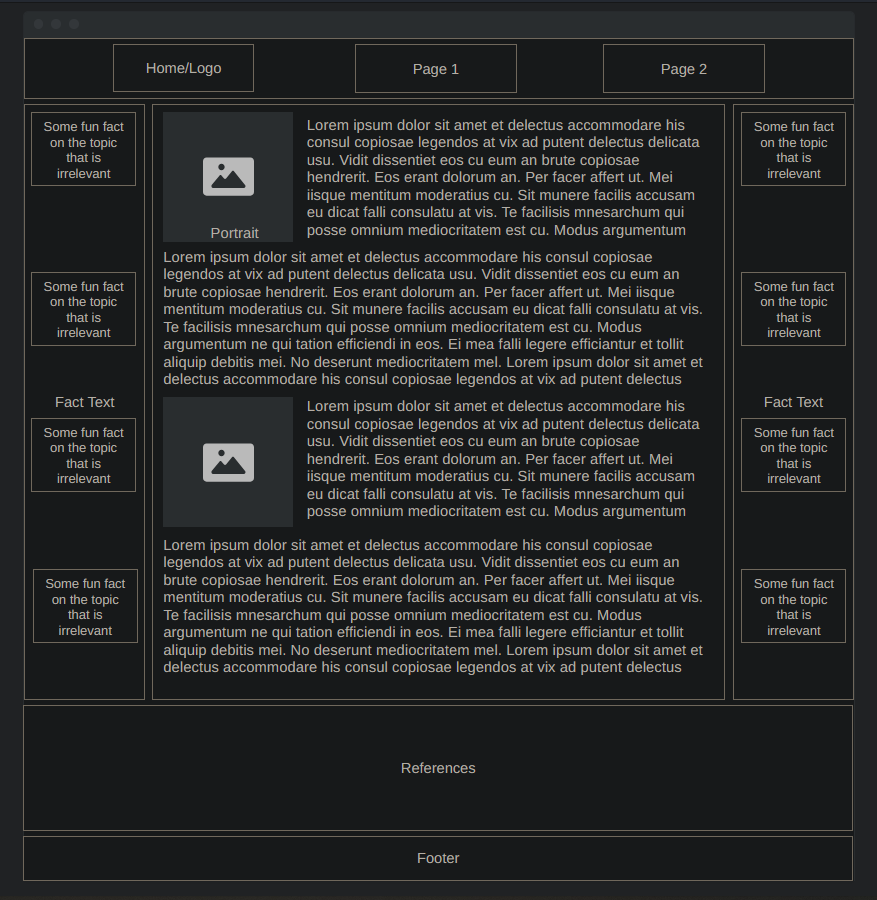 Home/Logo
Page 1
Page 2
Some fun fact
on the topic
that is
irrelevant
Some fun fact
on the topic
that is
irrelevant
Fact Text
Some fun fact
on the topic
that is
irrelevant
Some fun fact
on the topic
that is
irrelevant
Portrait
Lorem ipsum dolor sit amet et delectus accommodare his
consul copiosae legendos at vix ad putent delectus delicata
usu. Vidit dissentiet eos cu eum an brute copiosae
hendrerit. Eos erant dolorum an. Per facer affert ut. Mei
iisque mentitum moderatius cu. Sit munere facilis accusam
eu dicat falli consulatu at vis. Te facilisis mnesarchum qui
posse omnium mediocritatem est cu. Modus argumentum
Lorem ipsum dolor sit amet et delectus accommodare his consul copiosae
legendos at vix ad putent delectus delicata usu. Vidit dissentiet eos cu eum an
brute copiosae hendrerit. Eos erant dolorum an. Per facer affert ut. Mei iisque
mentitum moderatius cu. Sit munere facilis accusam eu dicat falli consulatu at vis.
Te facilisis mnesarchum qui posse omnium mediocritatem est cu. Modus
argumentum ne qui tation efficiendi in eos. Ei mea falli legere efficiantur et tollit
aliquip debitis mei. No deserunt mediocritatem mel. Lorem ipsum dolor sit amet et
delectus accommodare his consul copiosae legendos at vix ad putent delectus
Lorem ipsum dolor sit amet et delectus accommodare his
consul copiosae legendos at vix ad putent delectus delicata
usu. Vidit dissentiet eos cu eum an brute copiosae
hendrerit. Eos erant dolorum an. Per facer affert ut. Mei
iisque mentitum moderatius cu. Sit munere facilis accusam
eu dicat falli consulatu at vis. Te facilisis mnesarchum qui
posse omnium mediocritatem est cu. Modus argumentum
Lorem ipsum dolor sit amet et delectus accommodare his consul copiosae
legendos at vix ad putent delectus delicata usu. Vidit dissentiet eos cu eum an
brute copiosae hendrerit. Eos erant dolorum an. Per facer affert ut. Mei iisque
mentitum moderatius cu. Sit munere facilis accusam eu dicat falli consulatu at vis.
Te facilisis mnesarchum qui posse omnium mediocritatem est cu. Modus
argumentum ne qui tation efficiendi in eos. Ei mea falli legere efficiantur et tollit
aliquip debitis mei. No deserunt mediocritatem mel. Lorem ipsum dolor sit amet et
delectus accommodare his consul copiosae legendos at vix ad putent delectus
Some fun fact
on the topic
that is
irrelevant
Some fun fact
on the topic
that is
irrelevant
Fact Text
Some fun fact
on the topic
that is
irrelevant
Some fun fact
on the topic
that is
irrelevant
References
Footer